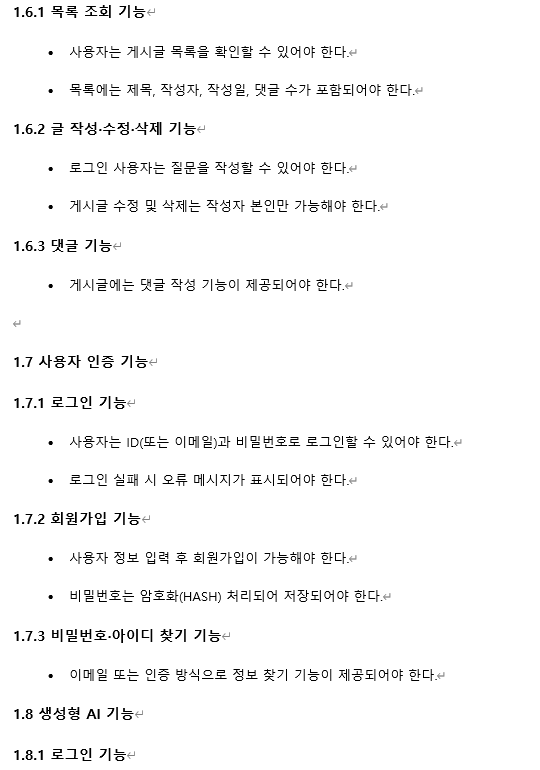 1.6.1 목록 조회 기능↵
• 사용자는 게시글 목록을 확인할 수 있어야 한다.↵
• 목록에는 제목, 작성자, 작성일, 댓글 수가 포함되어야 한다.↵
1.6.2 글 작성·수정·삭제 기능↵
• 로그인 사용자는 질문을 작성할 수 있어야 한다.↵
• 게시글 수정 및 삭제는 작성자 본인만 가능해야 한다.↵
1.6.3 댓글 기능↵
• 게시글에는 댓글 작성 기능이 제공되어야 한다.↵
↵
1.7 사용자 인증 기능↵
1.7.1 로그인 기능↵
• 사용자는 ID(또는 이메일)과 비밀번호로 로그인할 수 있어야 한다.↵
• 로그인 실패 시 오류 메시지가 표시되어야 한다.↵
1.7.2 회원가입 기능↵
• 사용자 정보 입력 후 회원가입이 가능해야 한다.↵
• 비밀번호는 암호화(HASH) 처리되어 저장되어야 한다.↵
1.7.3 비밀번호·아이디 찾기 기능↵
• 이메일 또는 인증 방식으로 정보 찾기 기능이 제공되어야 한다.↵
1.8 생성형 AI 기능↵
1.8.1 로그인 기능↵